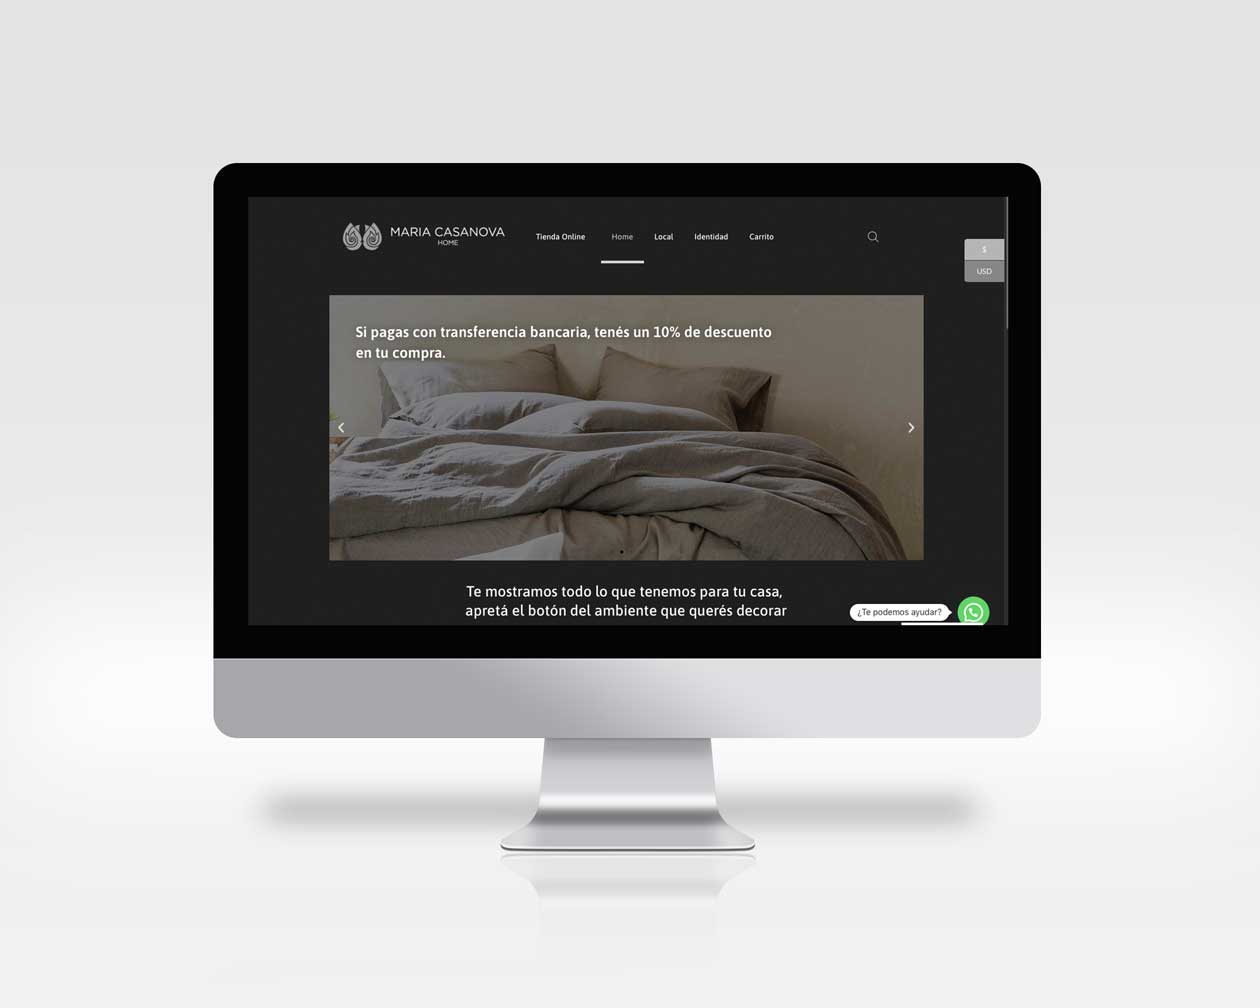 MARIA CASANOVA
HOME
Tienda Online Home Local Identidad Carrito
$
USD
Si pagas con transferencia bancaria, tenés un 10% de descuento
en tu compra.
Te mostramos todo lo que tenemos para tu casa,
apretá el botón del ambiente que querés decorar
¿Te podemos ayudar?